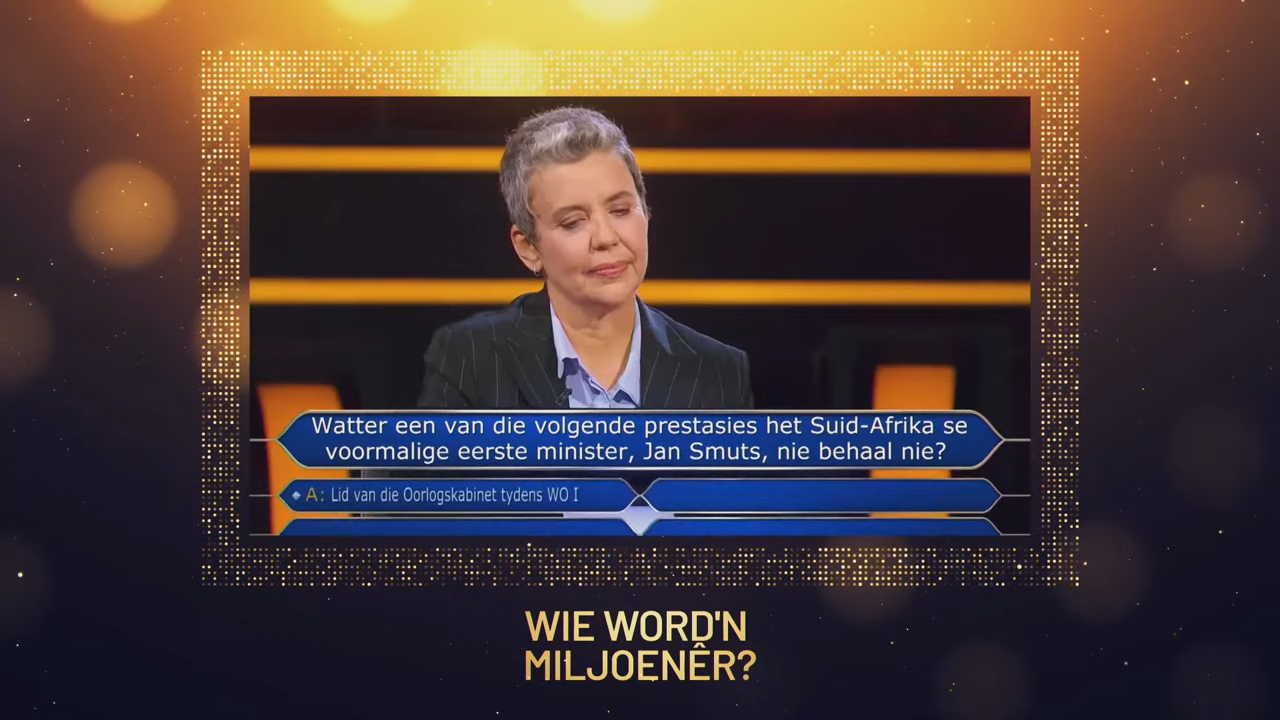 Watter een van die volgende prestasies het Suid-Afrika se
voormalige eerste minister, Jan Smuts, nie behaal nie?
A: Lid van die Oorlogskabinet tydens WO I
WIE WORD'N
MILJOENÊR?